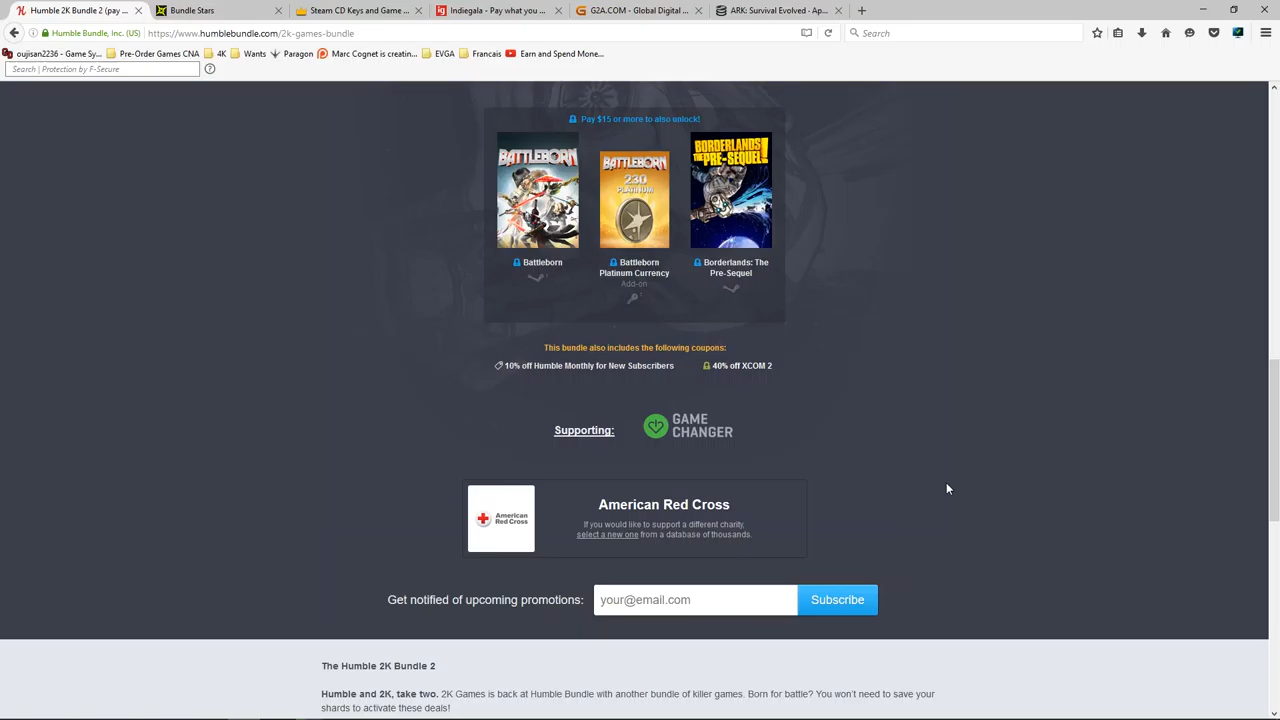 Humble 2K Bundle 2 (pay ...
Bundle Stars
Steam CD Keys and Game ...
Indiegala - Pay what you ...
G2A.COM - Global Digital ...
ARK: Survival Evolved - Ap...
Humble Bundle, Inc. (US)
https://www.humblebundle.com/2k-games-bundle
Search
oujisan2236 - Game Sy...
Pre-Order Games CNA
4K
Wants
Paragon
Marc Cognet is creatin...
EVGA
Francais
Earn and Spend Mone...
Search | Protection by F-Secure
Pay $15 or more to also unlock!
BATTLEBORN
BATTLEBORN
230
PLATINUM
BORDERLANDS
THE PRE-SEQUEL!
Battleborn
Battleborn
Platinum Currency
Add-on
Borderlands: The
Pre-Sequel
This bundle also includes the following coupons:
10% off Humble Monthly for New Subscribers
40% off XCOM 2
Supporting:
GAME
CHANGER
American
Red Cross
American Red Cross
If you would like to support a different charity,
select a new one from a database of thousands.
Get notified of upcoming promotions:
your@email.com
Subscribe
The Humble 2K Bundle 2
Humble and 2K, take two. 2K Games is back at Humble Bundle with another bundle of killer games. Born for battle? You won't need to save your
shards to activate these deals!